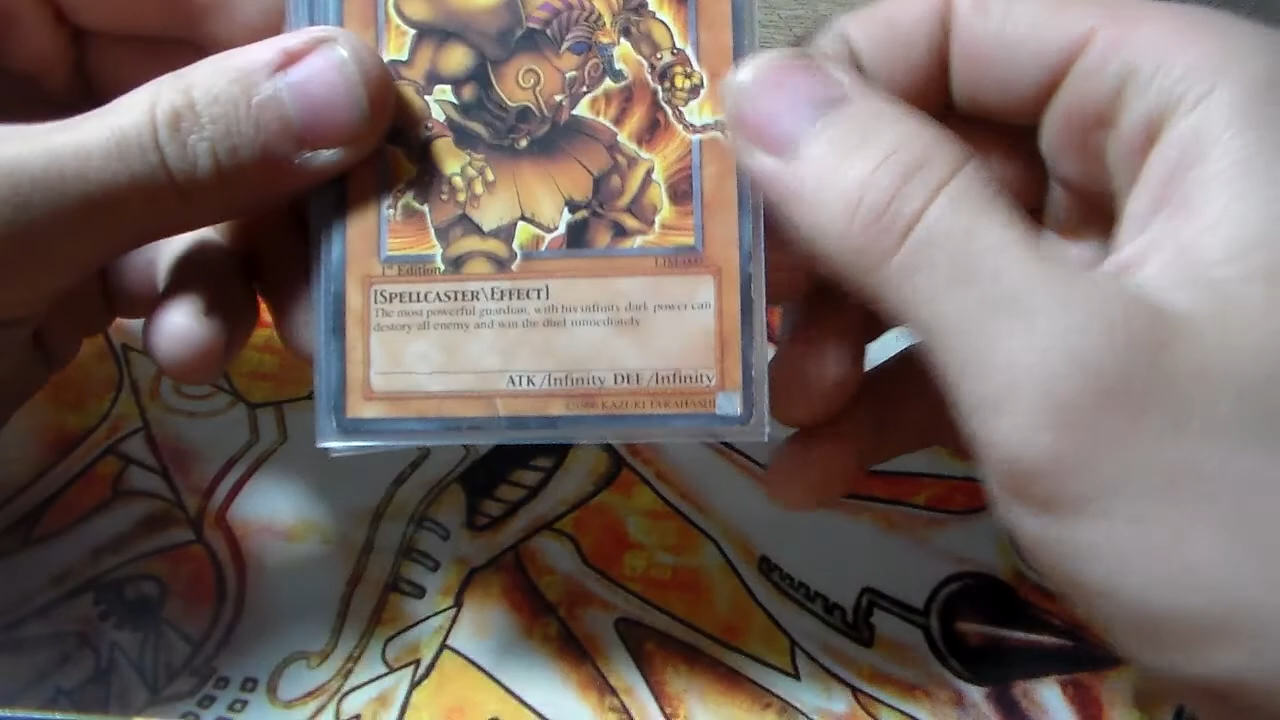 1st Edition
[SPELLCASTER\EFFECT]
The most powerful guardian, with his infinity dark power can
destory all enemy and win the duel immediately
ATK/Infinity DEF/Infinity
©1996 KAZUKI TAKAHASHI